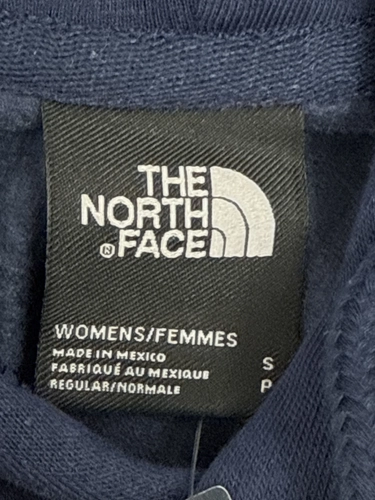 THE
NORTH
®FACE
WOMENS/FEMMES
MADE IN MEXICO S
FABRIQUÉ AU MEXIQUE P
REGULAR/NORMALE